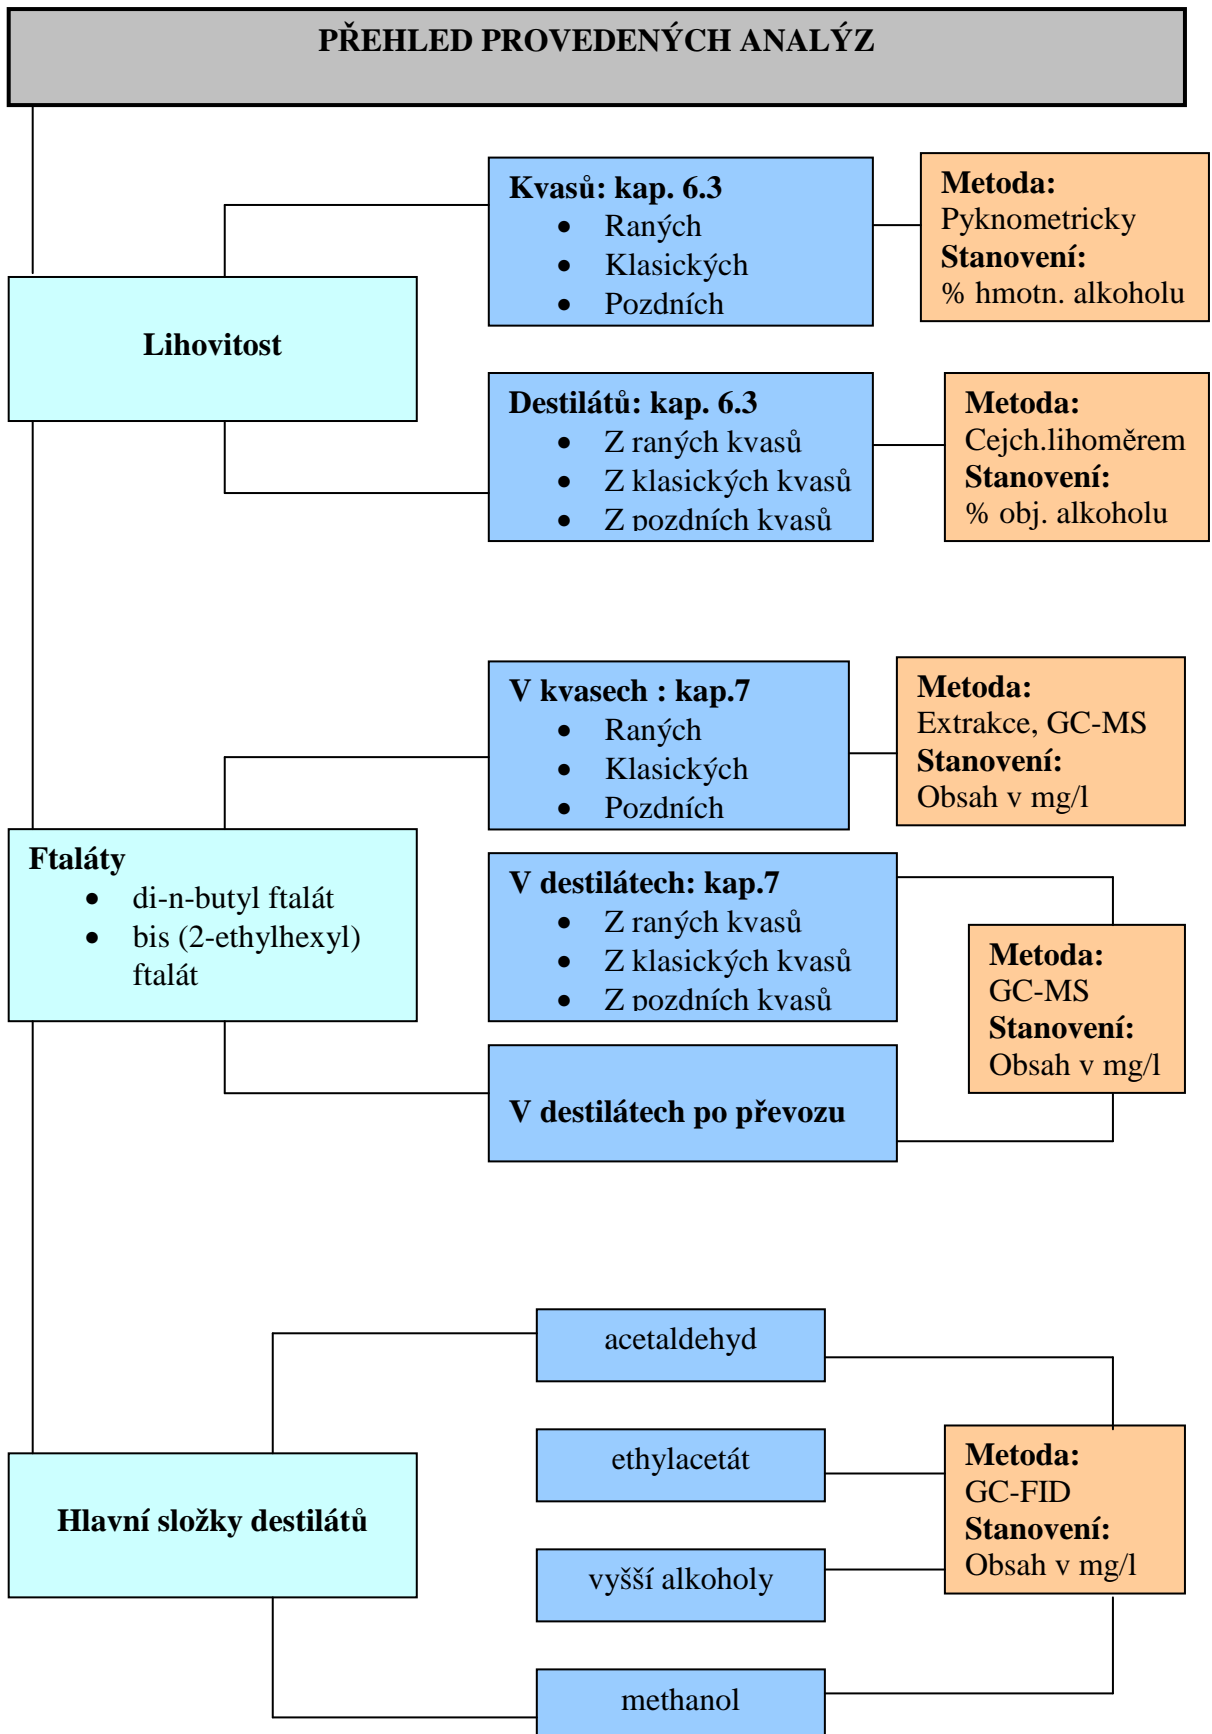 PŘEHLED PROVEDENÝCH ANALÝZ
Lihovitost
Kvasů: kap. 6.3
• Raných
• Klasických
• Pozdních
Metoda:
Pyknometricky
Stanovení:
% hmotn. alkoholu
Destilátů: kap. 6.3
• Z raných kvasů
• Z klasických kvasů
• Z pozdních kvasů
Metoda:
Cejch.lihoměrem
Stanovení:
% obj. alkoholu
Ftaláty
• di-n-butyl ftalát
• bis (2-ethylhexyl)
ftalát
V kvasech : kap.7
• Raných
• Klasických
• Pozdních
Metoda:
Extrakce, GC-MS
Stanovení:
Obsah v mg/l
V destilátech: kap.7
• Z raných kvasů
• Z klasických kvasů
• Z pozdních kvasů
V destilátech po převozu
Metoda:
GC-MS
Stanovení:
Obsah v mg/l
Hlavní složky destilátů
acetaldehyd
ethylacetát
vyšší alkoholy
methanol
Metoda:
GC-FID
Stanovení:
Obsah v mg/l